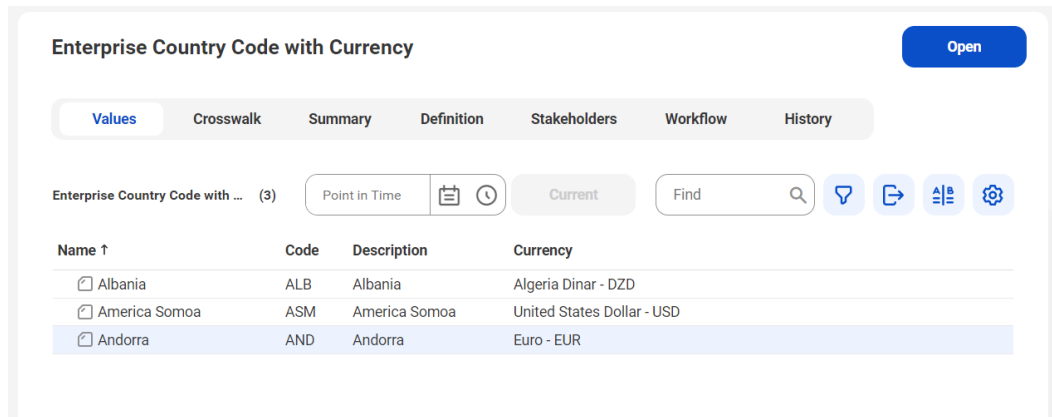 Enterprise Country Code with Currency
Open
Values Crosswalk Summary Definition Stakeholders Workflow History
Enterprise Country Code with ... (3) Point in Time Current Find A B
Name ↑ Code Description Currency
Albania ALB Albania Algeria Dinar - DZD
America Somoa ASM America Somoa United States Dollar - USD
Andorra AND Andorra Euro - EUR